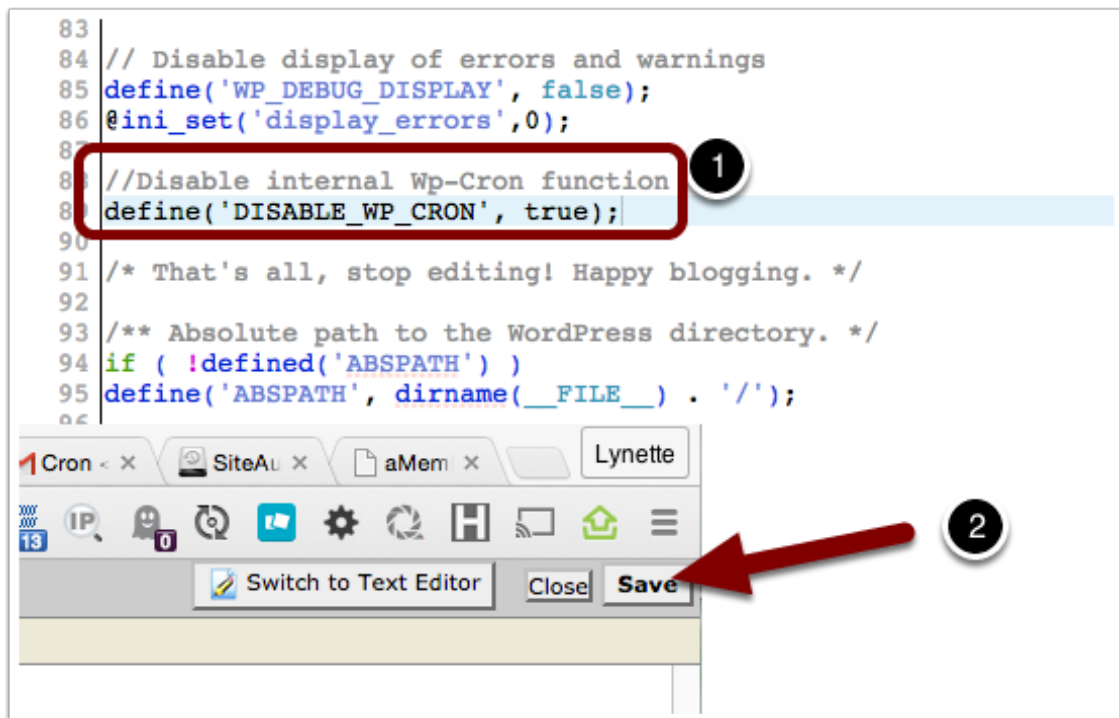 83
84 // Disable display of errors and warnings
85 define('WP_DEBUG_DISPLAY', false);
86 @ini_set('display_errors',0);
87
88 //Disable internal Wp-Cron function
89 define('DISABLE_WP_CRON', true);
1
90
91 /* That's all, stop editing! Happy blogging. */
92
93 /** Absolute path to the WordPress directory. */
94 if ( !defined('ABSPATH') )
95 define('ABSPATH', dirname(__FILE__) . '/');
96
Cron < × SiteAu × aMem × Lynette
13 IP 0
2
Switch to Text Editor Close Save